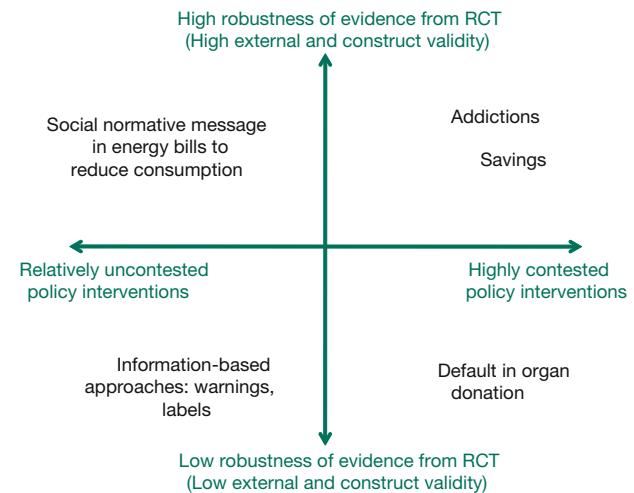 High robustness of evidence from RCT
(High external and construct validity)
Social normative message
in energy bills to
reduce consumption
Addictions
Savings
Relatively uncontested
policy interventions
Highly contested
policy interventions
Information-based
approaches: warnings,
labels
Default in organ
donation
Low robustness of evidence from RCT
(Low external and construct validity)